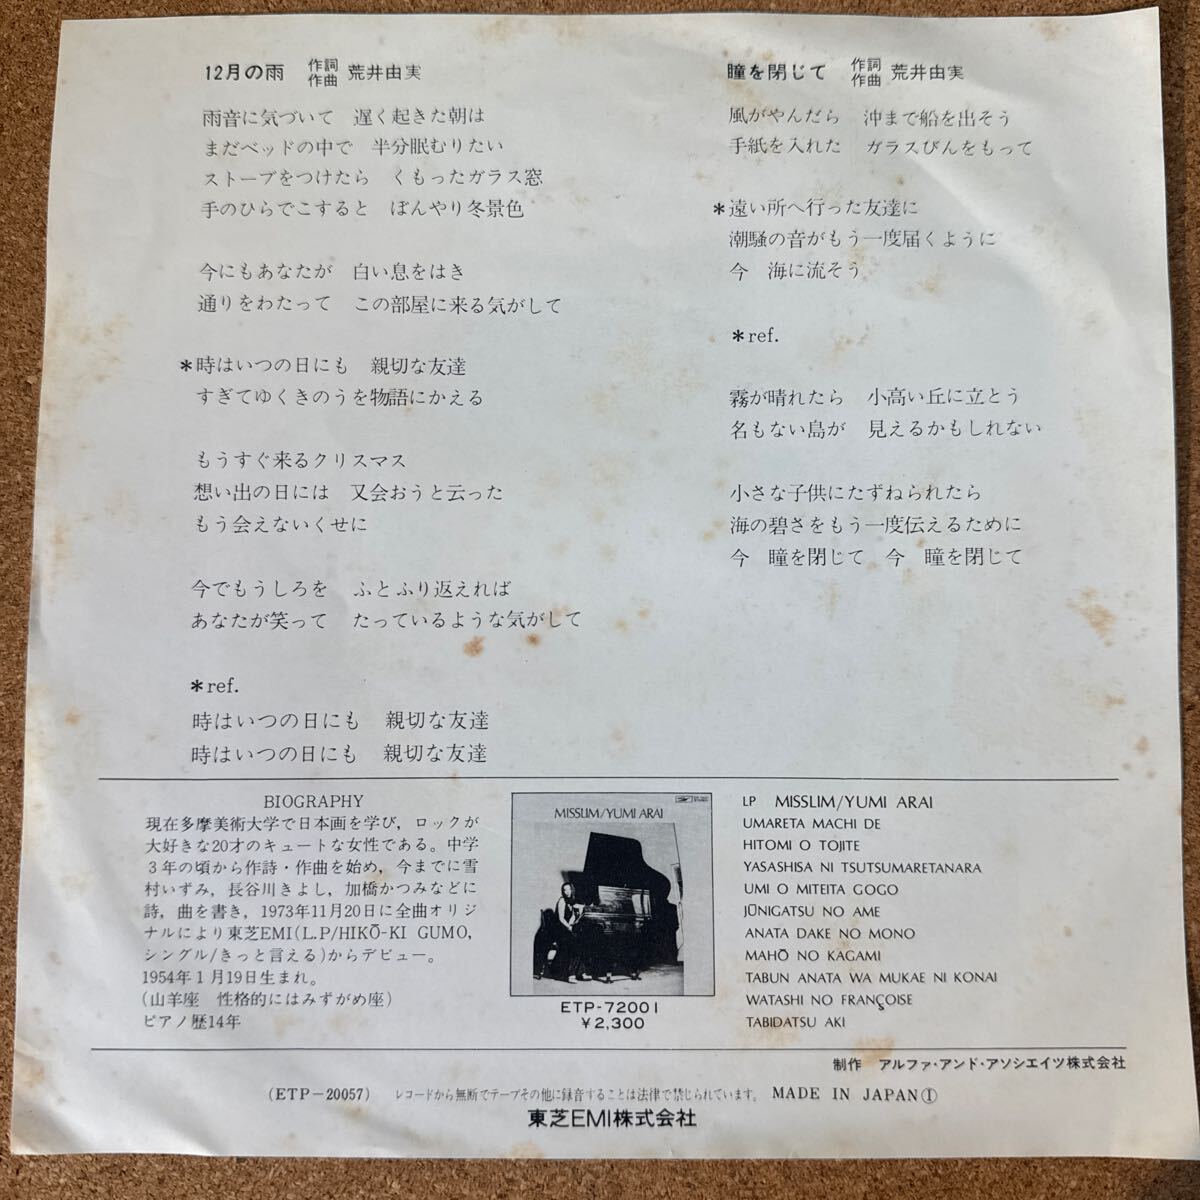 12月の雨　作詞 作曲　荒井由実
雨音に気づいて　遅く起きた朝は
まだベッドの中で　半分眠むりたい
ストーブをつけたら　くもったガラス窓
手のひらでこすると　ぼんやり冬景色
今にもあなたが　白い息をはき
通りをわたって　この部屋に来る気がして
＊時はいつの日にも　親切な友達
すぎてゆくきのうを物語にかえる
もうすぐ来るクリスマス
想い出の日には　又会おうと云った
もう会えないくせに
今でもうしろを　ふとふり返えれば
あなたが笑って　たっているような気がして
＊ref.
時はいつの日にも　親切な友達
時はいつの日にも　親切な友達
瞳を閉じて　作詞 作曲　荒井由実
風がやんだら　沖まで船を出そう
手紙を入れた　ガラスびんをもって
＊遠い所へ行った友達に
潮騒の音がもう一度届くように
今　海に流そう
＊ref.
霧が晴れたら　小高い丘に立とう
名もない島が　見えるかもしれない
小さな子供にたずねられたら
海の碧さをもう一度伝えるために
今　瞳を閉じて　今　瞳を閉じて
BIOGRAPHY
現在多摩美術大学で日本画を学び，ロックが
大好きな20才のキュートな女性である。中学
3年の頃から作詩・作曲を始め，今までに雪
村いずみ，長谷川きよし，加橋かつみなどに
詩，曲を書き，1973年11月20日に全曲オリジ
ナルにより東芝EMI(L.P/HIKŌ-KI GUMO,
シングル/きっと言える)からデビュー。
1954年1月19日生まれ。
(山羊座　性格的にはみずがめ座)
ピアノ歴14年
MISSLIM/YUMI ARAI
ETP-72001
¥2,300
LP　MISSLIM/YUMI ARAI
UMARETA MACHI DE
HITOMI O TOJITE
YASASHISA NI TSUTSUMARETANARA
UMI O MITEITA GOGO
JŪNIGATSU NO AME
ANATA DAKE NO MONO
MAHŌ NO KAGAMI
TABUN ANATA WA MUKAE NI KONAI
WATASHI NO FRANÇOISE
TABIDATSU AKI
制作　アルファ・アンド・アソシエイツ株式会社
(ETP-20057)　レコードから無断でテープその他に録音することは法律で禁じられています。　MADE IN JAPAN Ⓘ
東芝EMI株式会社